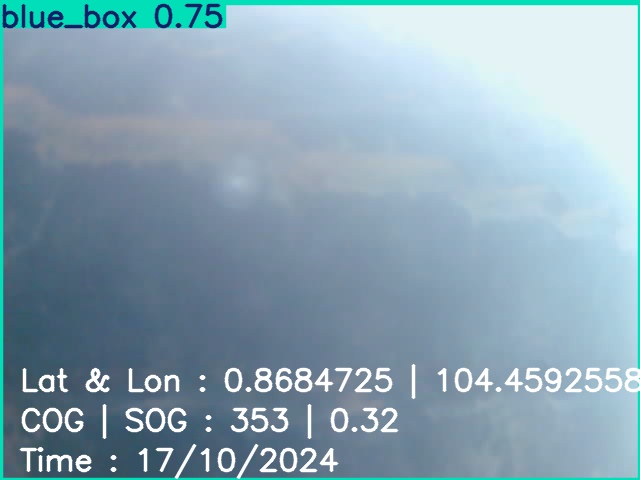 blue_box 0.75
Lat & Lon : 0.8684725 | 104.4592558
COG | SOG : 353 | 0.32
Time : 17/10/2024